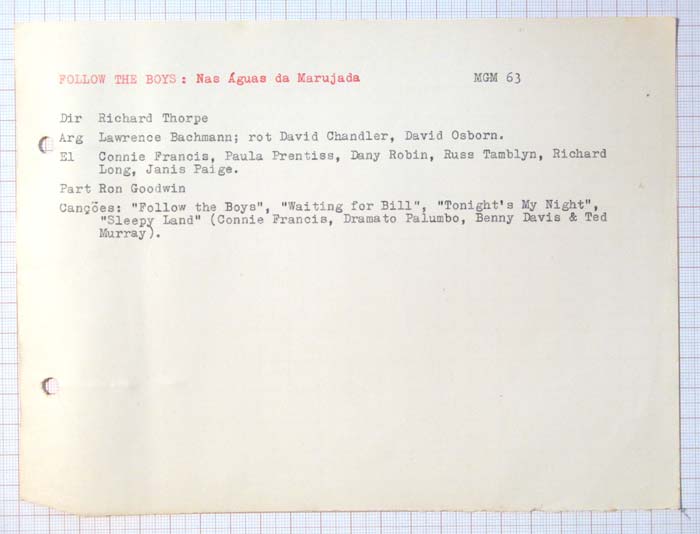 FOLLOW THE BOYS: Nas Águas da Marujada MGM 63
Dir Richard Thorpe
Arg Lawrence Bachmann; rot David Chandler, David Osborn.
El Connie Francis, Paula Prentiss, Dany Robin, Russ Tamblyn, Richard
Long, Janis Paige.
Part Ron Goodwin
Canções: "Follow the Boys", "Waiting for Bill", "Tonight's My Night",
"Sleepy Land" (Connie Francis, Dramato Palumbo, Benny Davis & Ted
Murray).